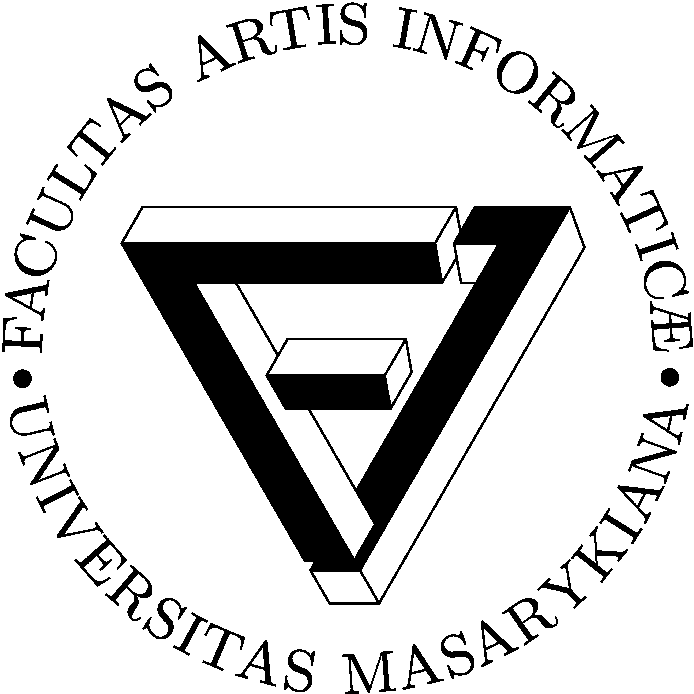 FACULTAS ARTIS INFORMATICÆ
UNIVERSITAS MASARYKIANA